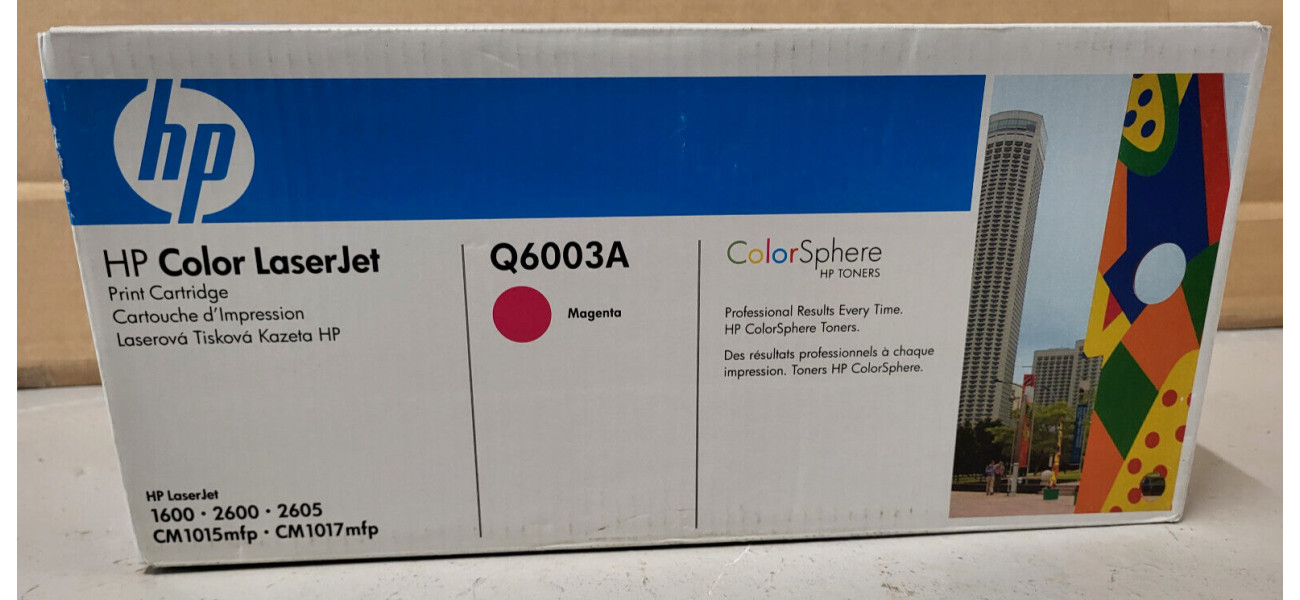 hp
HP Color LaserJet
Print Cartridge
Cartouche d'Impression
Laserová Tisková Kazeta HP
HP LaserJet
1600 · 2600 · 2605
CM1015mfp · CM1017mfp
Q6003A
Magenta
ColorSphere
HP TONERS
Professional Results Every Time.
HP ColorSphere Toners.
Des résultats professionnels à chaque
impression. Toners HP ColorSphere.